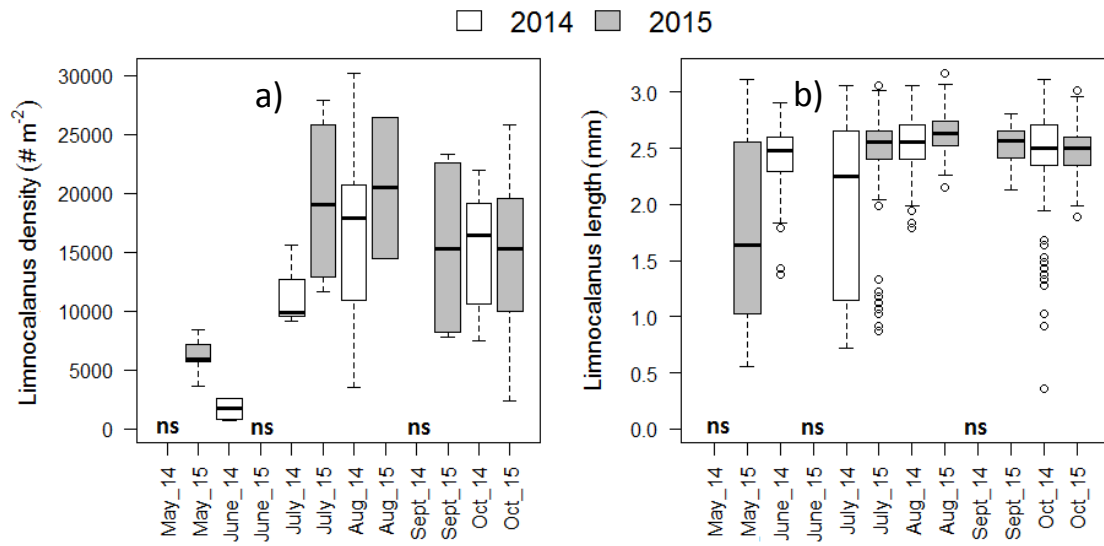 2014 2015
a)
Limnocalanus density (# m⁻²)
30000
25000
20000
15000
10000
5000
0
ns ns ns
May_14 May_15 June_14 June_15 July_14 July_15 Aug_14 Aug_15 Sept_14 Sept_15 Oct_14 Oct_15
b)
Limnocalanus length (mm)
3.0
2.5
2.0
1.5
1.0
0.5
0.0
ns ns ns
May_14 May_15 June_14 June_15 July_14 July_15 Aug_14 Aug_15 Sept_14 Sept_15 Oct_14 Oct_15